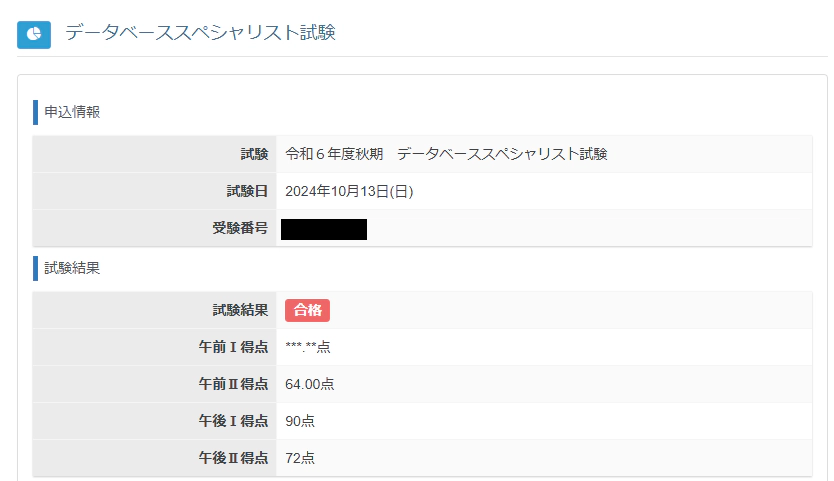 データベーススペシャリスト試験
申込情報
試験 令和６年度秋期　データベーススペシャリスト試験
試験日 2024年10月13日(日)
受験番号
試験結果
試験結果 合格
午前Ⅰ得点 ***.**点
午前Ⅱ得点 64.00点
午後Ⅰ得点 90点
午後Ⅱ得点 72点